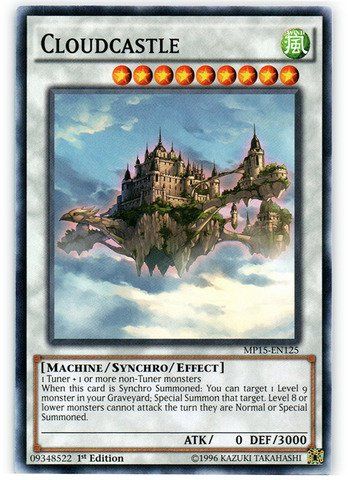 CLOUDCASTLE
風
MP15-EN125
[MACHINE/SYNCHRO/EFFECT]
1 Tuner + 1 or more non-Tuner monsters
When this card is Synchro Summoned: You can target 1 Level 9
monster in your Graveyard; Special Summon that target. Level 8 or
lower monsters cannot attack the turn they are Normal or Special
Summoned.
ATK/ 0 DEF/3000
09348522 1st Edition ©1996 KAZUKI TAKAHASHI